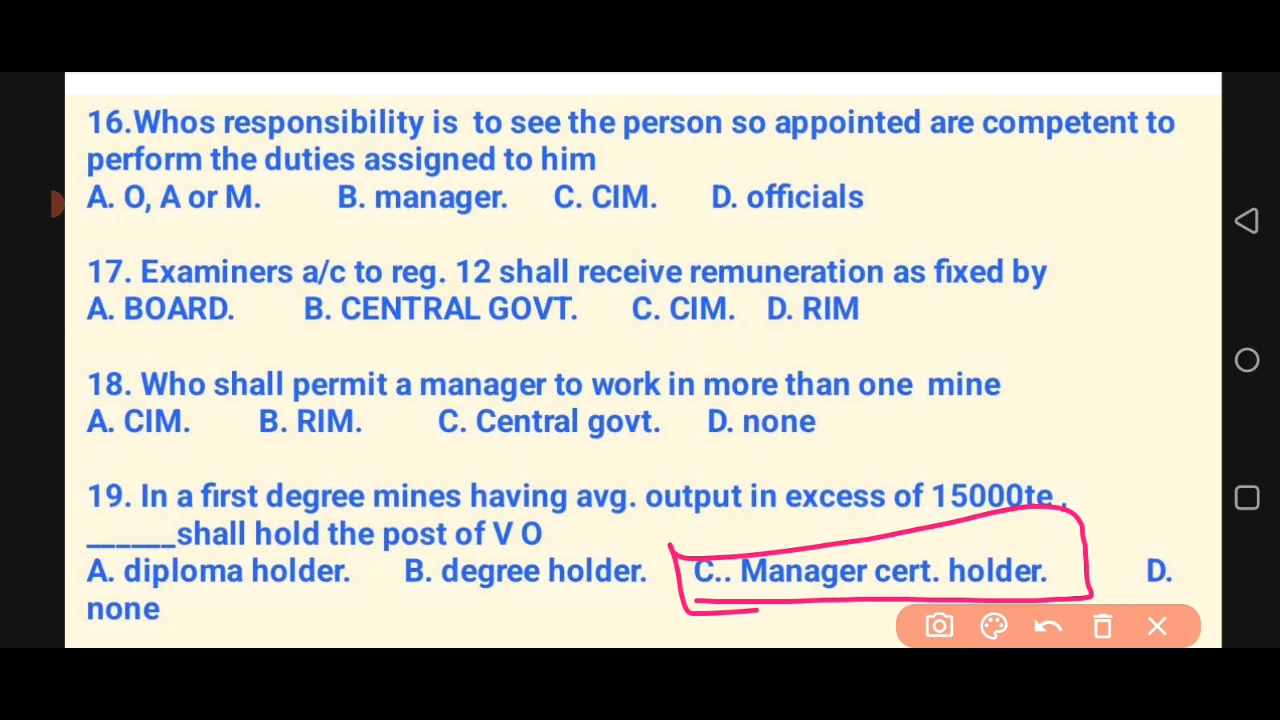 16.Whos responsibility is to see the person so appointed are competent to
perform the duties assigned to him
A. O, A or M. B. manager. C. CIM. D. officials
17. Examiners a/c to reg. 12 shall receive remuneration as fixed by
A. BOARD. B. CENTRAL GOVT. C. CIM. D. RIM
18. Who shall permit a manager to work in more than one mine
A. CIM. B. RIM. C. Central govt. D. none
19. In a first degree mines having avg. output in excess of 15000te ,
______shall hold the post of V O
A. diploma holder. B. degree holder. C.. Manager cert. holder. D.
none